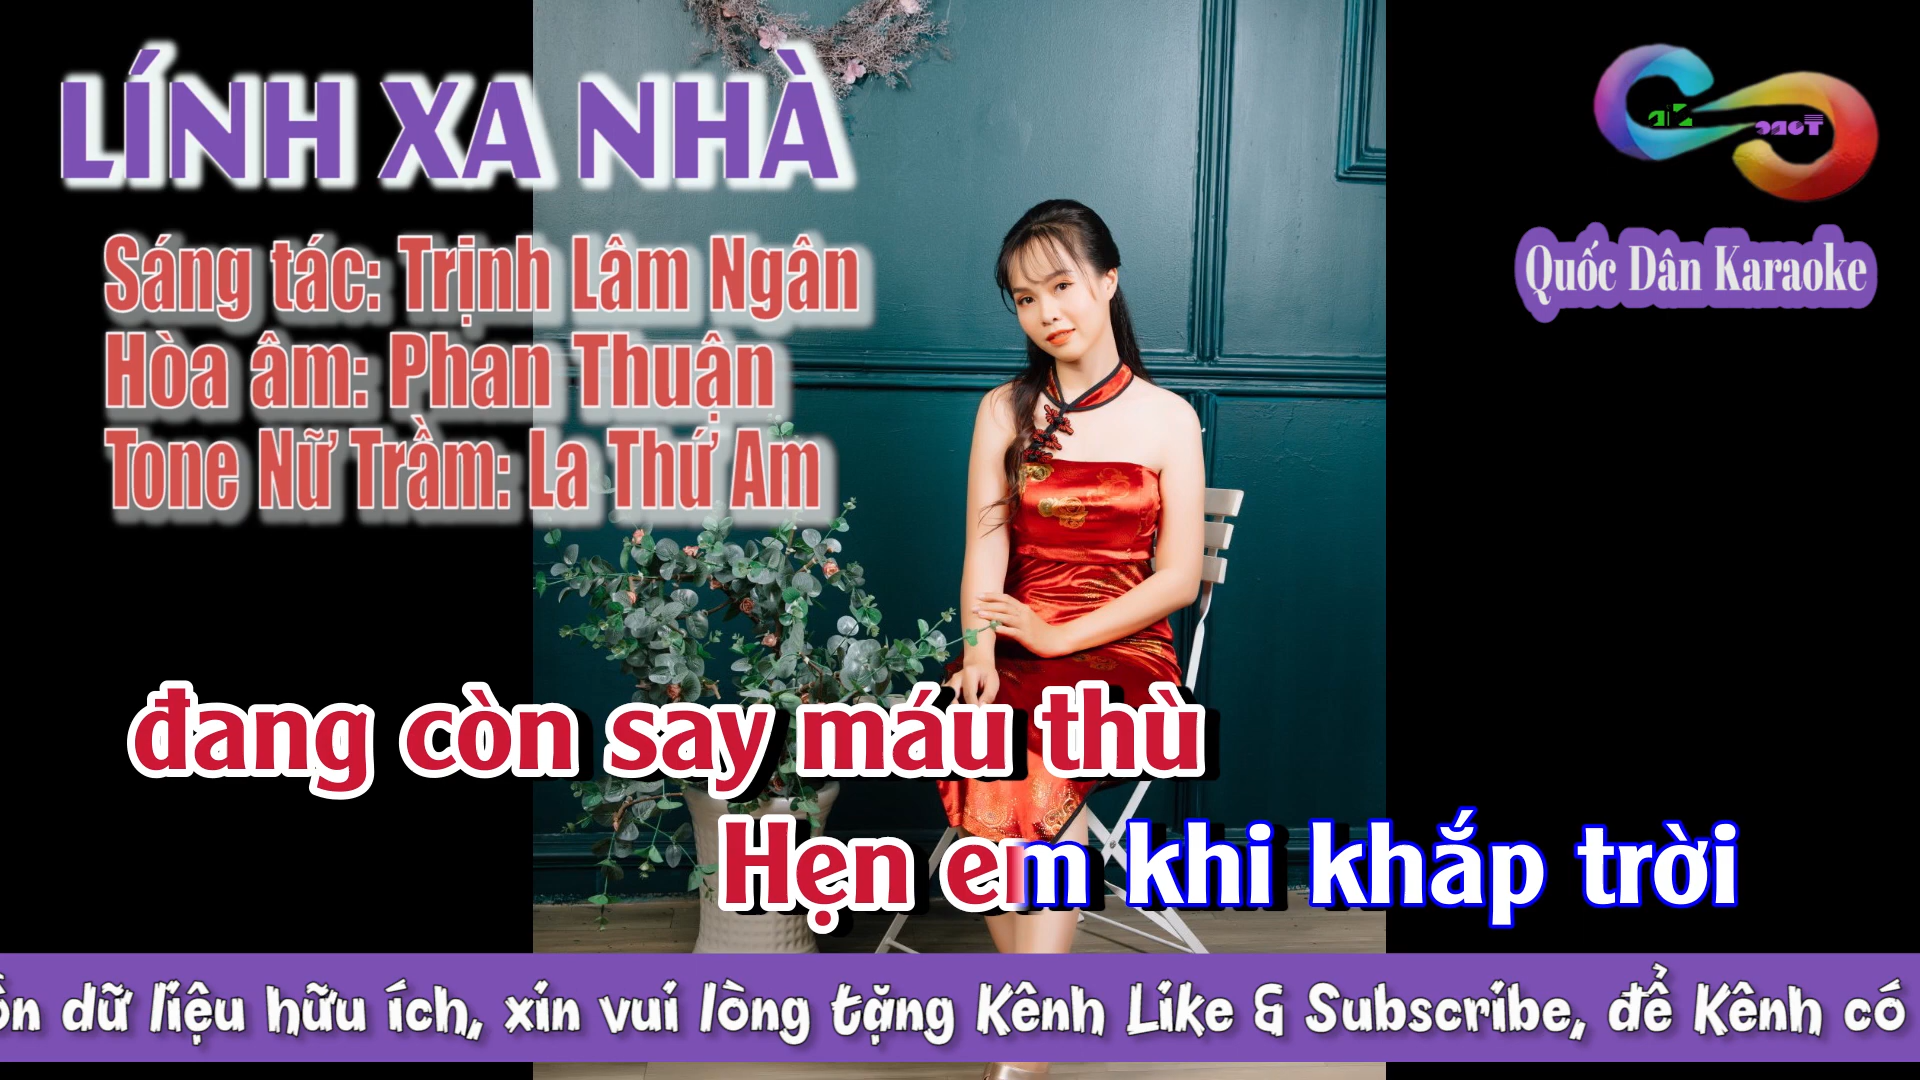 LÍNH XA NHÀ
Sáng tác: Trịnh Lâm Ngân
Hòa âm: Phan Thuận
Tone Nữ Trầm: La Thứ Am
Quốc Dân Karaoke
đang còn say máu thù
Hẹn em khi khắp trời
dữ liệu hữu ích, xin vui lòng tặng Kênh Like & Subscribe, để Kênh có